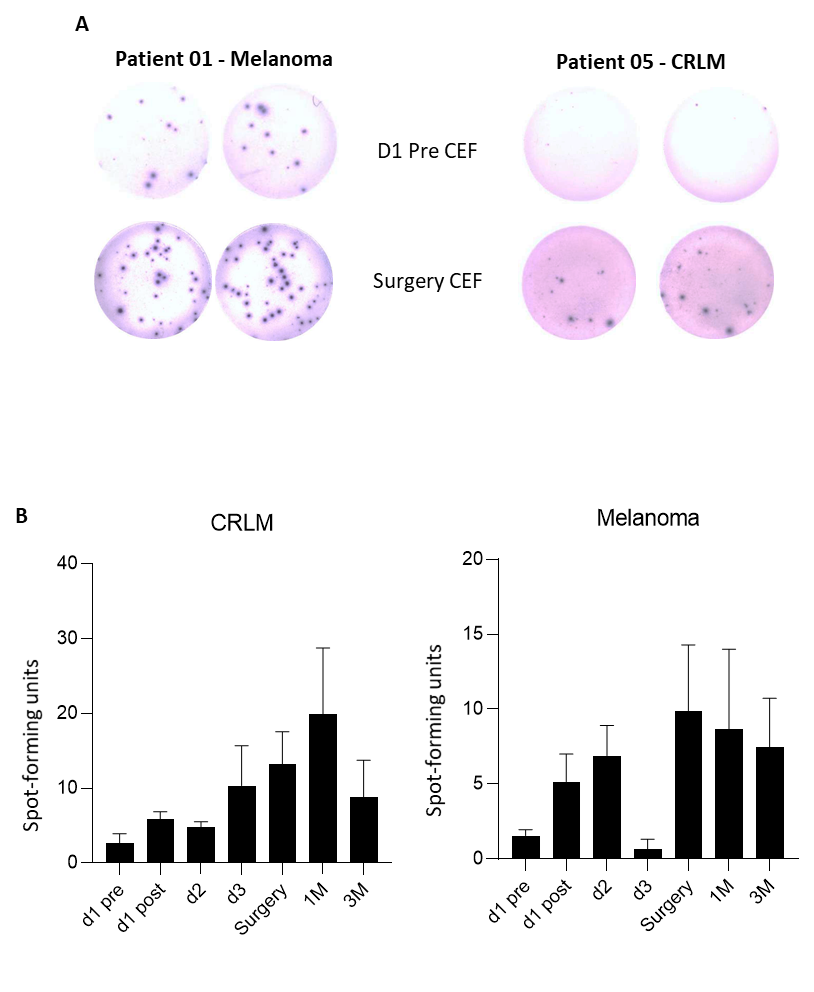 A
Patient 01 - Melanoma
Patient 05 - CRLM
D1 Pre CEF
Surgery CEF
B
CRLM
Spot-forming units
40
30
20
10
0
d1 pre
d1 post
d2
d3
Surgery
1M
3M
Melanoma
Spot-forming units
20
15
10
5
0
d1 pre
d1 post
d2
d3
Surgery
1M
3M